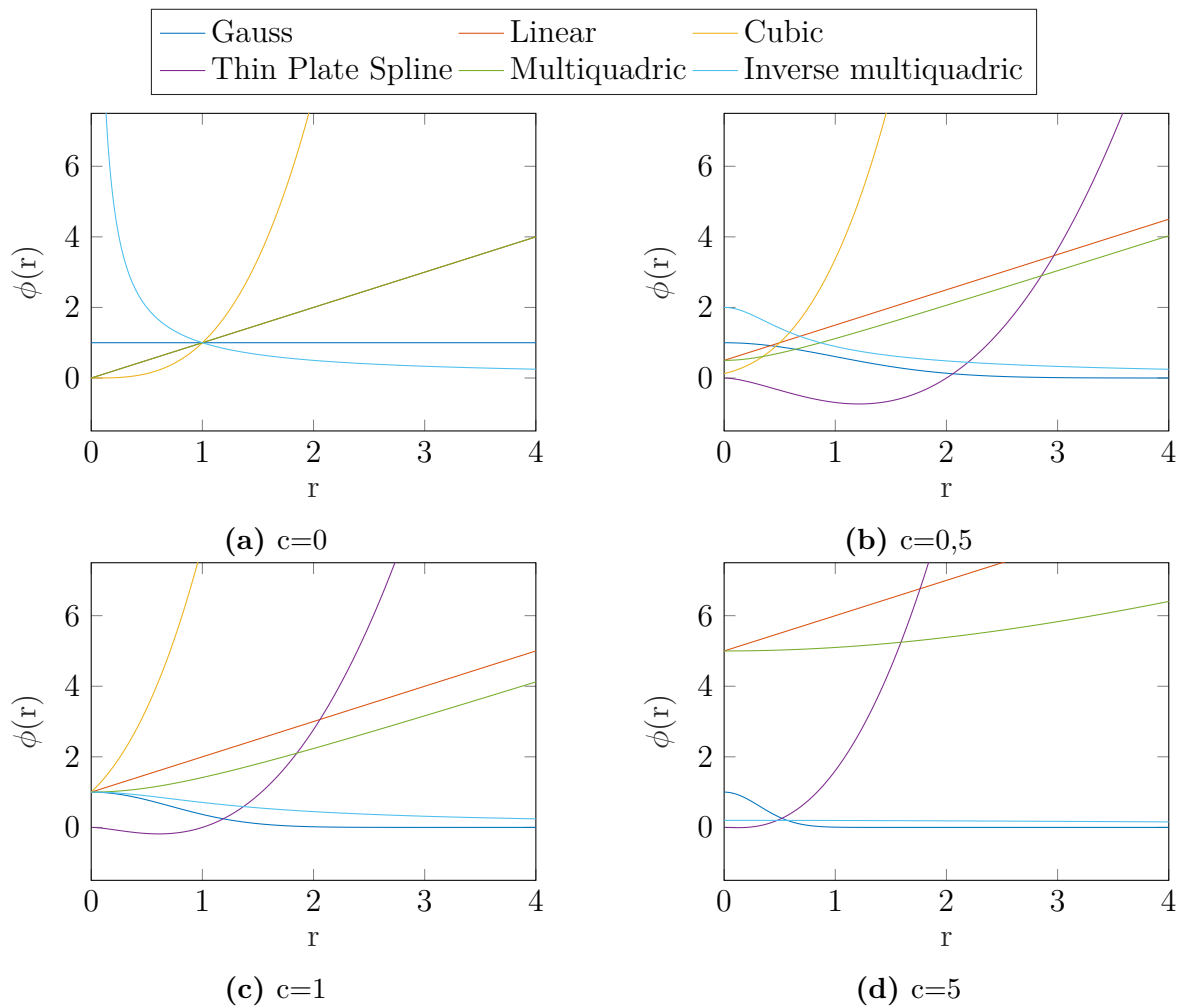 Gauss Linear Cubic
Thin Plate Spline Multiquadric Inverse multiquadric
6
4
2
0
ϕ(r)
0 1 2 3 4
r
(a) c=0
6
4
2
0
ϕ(r)
0 1 2 3 4
r
(b) c=0,5
6
4
2
0
ϕ(r)
0 1 2 3 4
r
(c) c=1
6
4
2
0
ϕ(r)
0 1 2 3 4
r
(d) c=5